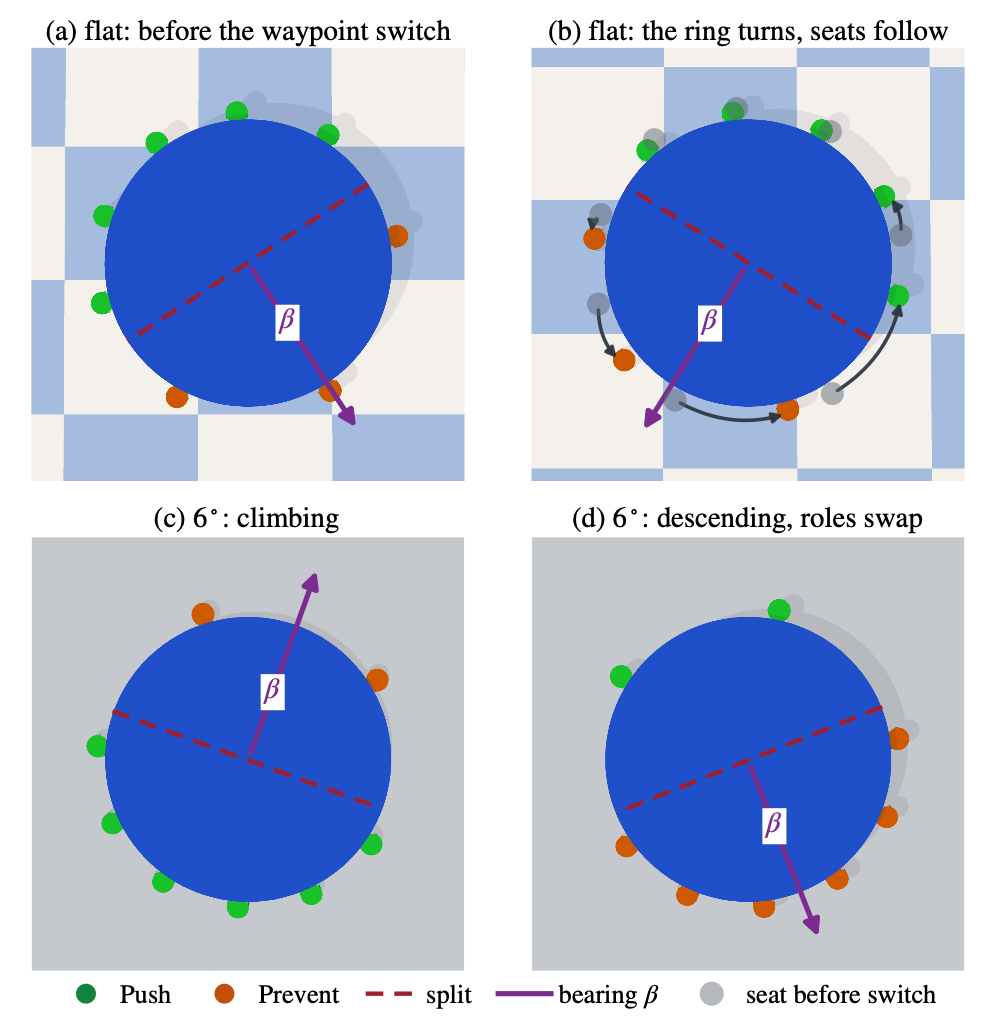 (a) flat: before the waypoint switch
(b) flat: the ring turns, seats follow
β
β
(c) 6°: climbing
(d) 6°: descending, roles swap
β
β
Push
Prevent
split
bearing β
seat before switch